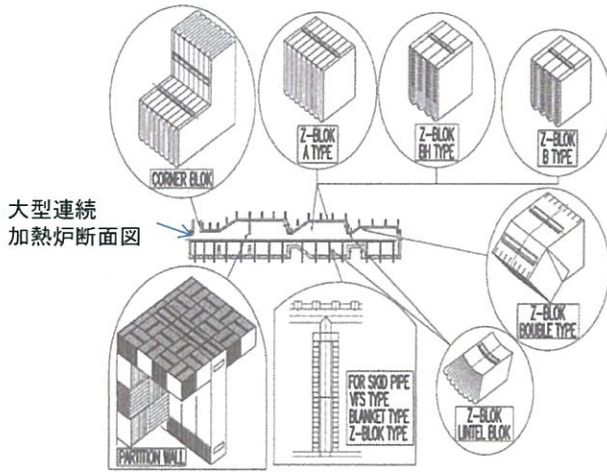 CORNER BLOK
Z-BLOK
A TYPE
Z-BLOK
BH TYPE
Z-BLOK
B TYPE
大型連続
加熱炉断面図
Z-BLOK
BOUBLE TYPE
PARTITION WALL
FOR SKID PIPE
VFS TYPE
BLANKET TYPE
Z-BLOK TYPE
Z-BLOK
LINTEL BLOK